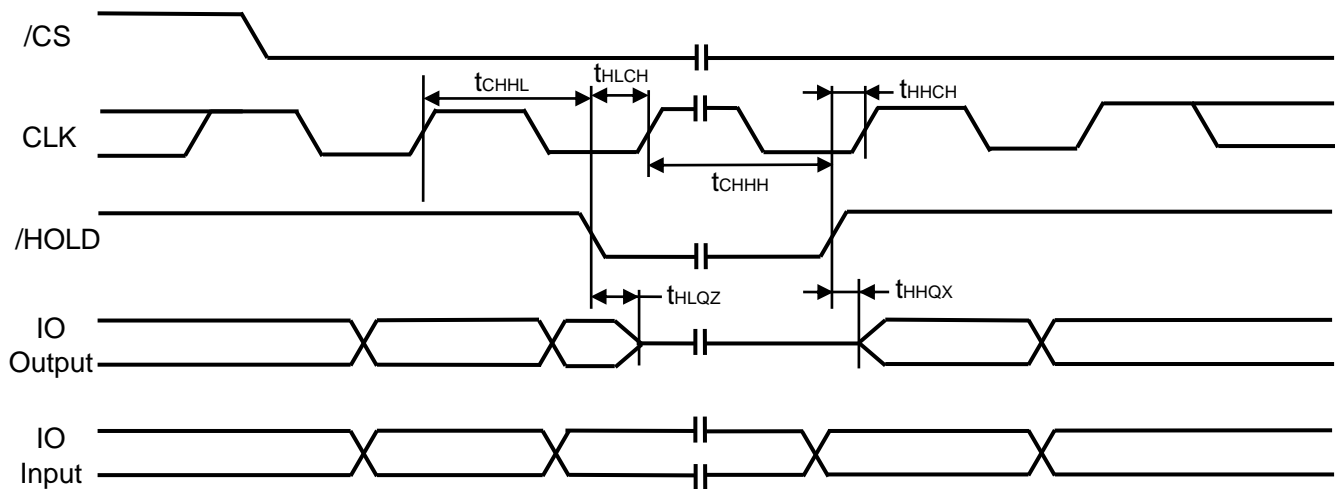 /CS
tCHHL
tHLCH
tHHCH
CLK
tCHHH
/HOLD
tHLQZ
tHHQX
IO
Output
IO
Input